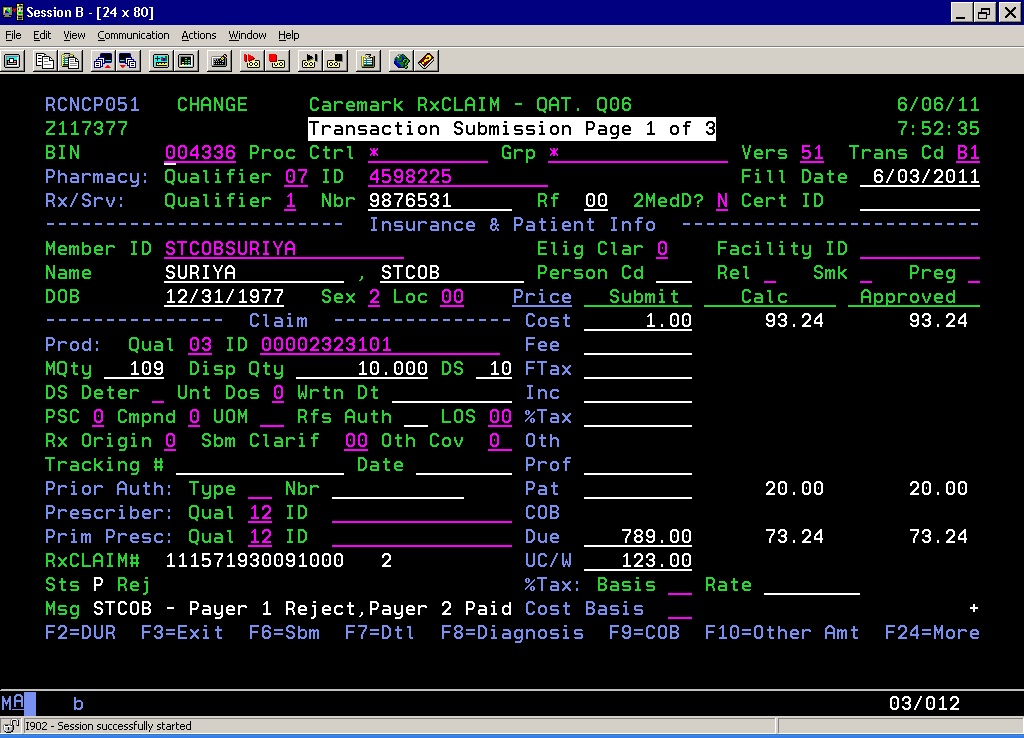 Session B - [24 x 80]
File Edit View Communication Actions Window Help
RCNCP051 CHANGE Caremark RxCLAIM - QAT. Q06 6/06/11
Z117377 Transaction Submission Page 1 of 3 7:52:35
BIN 004336 Proc Ctrl * Grp * Vers 51 Trans Cd B1
Pharmacy: Qualifier 07 ID 4598225 Fill Date 6/03/2011
Rx/Srv: Qualifier 1 Nbr 9876531 Rf 00 2MedD? N Cert ID
------------------------- Insurance & Patient Info -------------------------
Member ID STCOBSURIYA Elig Clar 0 Facility ID
Name SURIYA , STCOB Person Cd Rel Smk Preg
DOB 12/31/1977 Sex 2 Loc 00 Price Submit Calc Approved
--------------- Claim --------------- Cost 1.00 93.24 93.24
Prod: Qual 03 ID 00002323101 Fee
MQty 109 Disp Qty 10.000 DS 10 FTax
DS Deter Unt Dos 0 Wrtn Dt Inc
PSC 0 Cmpnd 0 UOM Rfs Auth LOS 00 %Tax
Rx Origin 0 Sbm Clarif 00 Oth Cov 0 Oth
Tracking # Date Prof
Prior Auth: Type Nbr Pat 20.00 20.00
Prescriber: Qual 12 ID COB
Prim Presc: Qual 12 ID Due 789.00 73.24 73.24
RxCLAIM# 111571930091000 2 UC/W 123.00
Sts P Rej %Tax: Basis Rate
Msg STCOB - Payer 1 Reject,Payer 2 Paid Cost Basis +
F2=DUR F3=Exit F6=Sbm F7=Dtl F8=Diagnosis F9=COB F10=Other Amt F24=More
MA b 03/012
I902 - Session successfully started